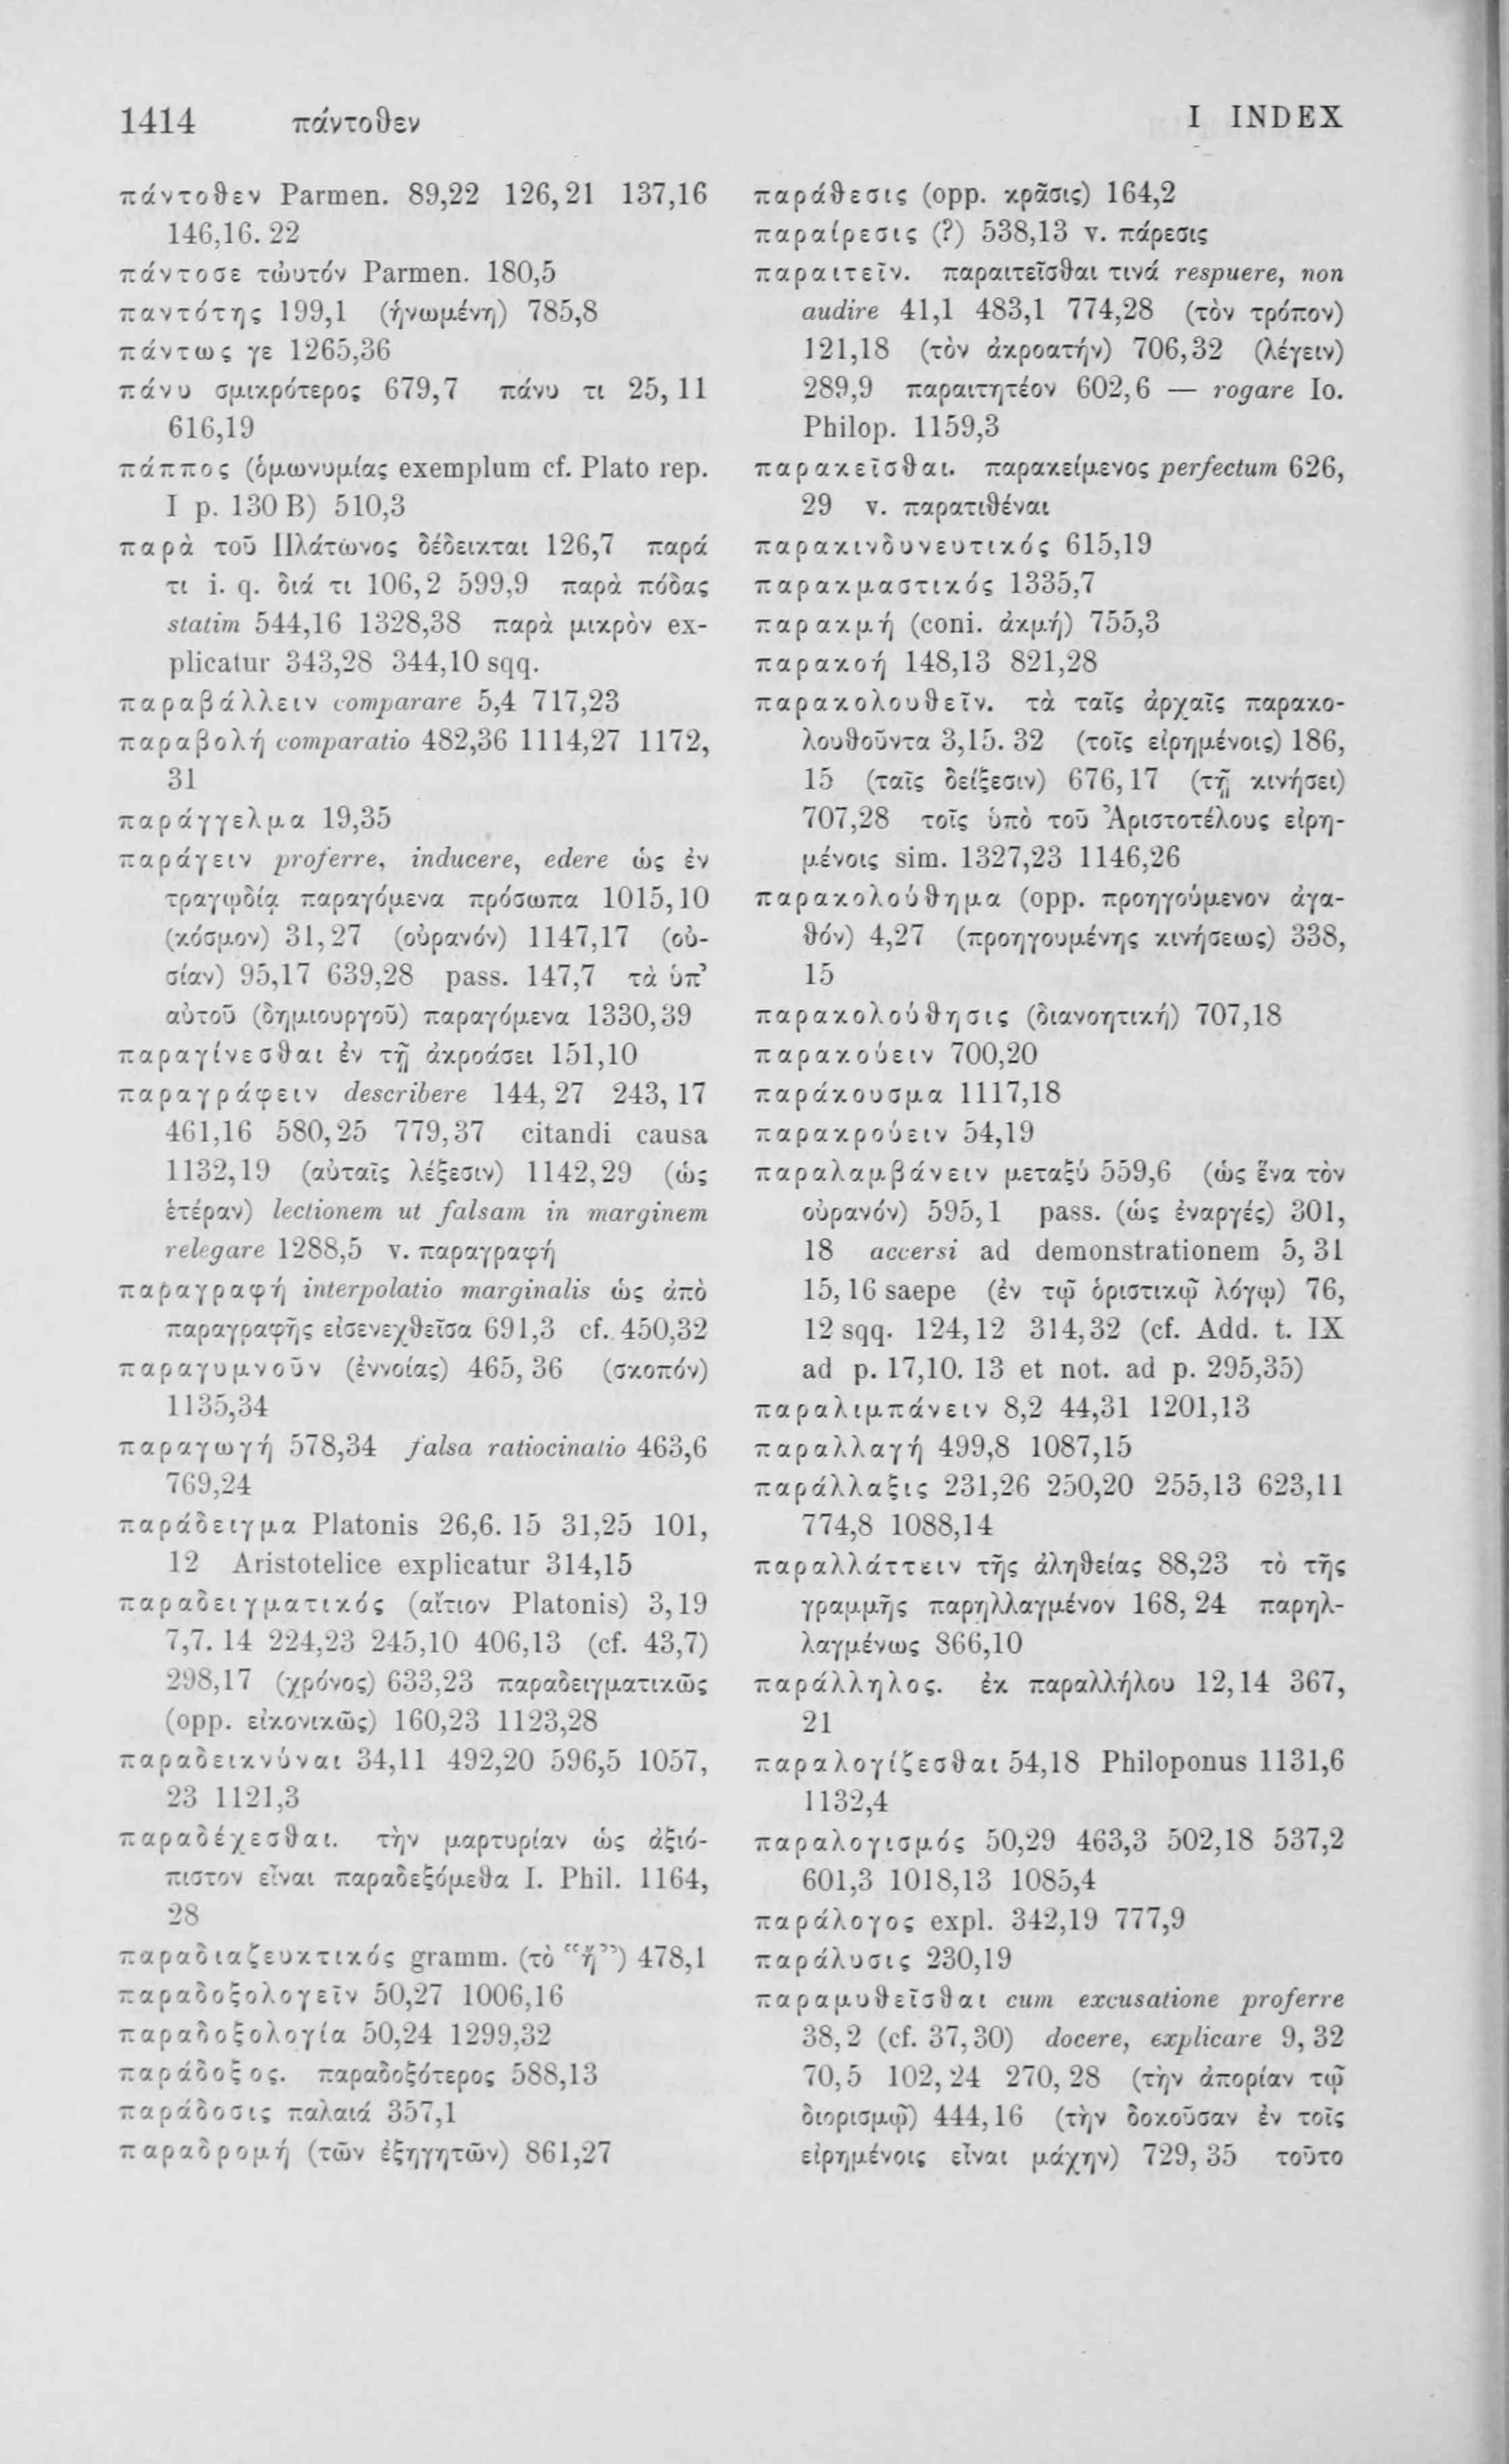 1414 πάντοθεν I INDEX
πάντοθεν Parmen. 89,22 126,21 137,16
146,16. 22
πάντοσε τὠυτόν Parmen. 180,5
παντότης 199,1 (ἡνωμένη) 785,8
πάντως γε 1265,36
πάνυ σμικρότερος 679,7 πάνυ τι 25,11
616,19
πάππος (ὁμωνυμίας exemplum cf. Plato rep.
I p. 130 B) 510,3
παρὰ τοῦ Πλάτωνος δέδεικται 126,7 παρά
τι i. q. διά τι 106,2 599,9 παρὰ πόδας
statim 544,16 1328,38 παρὰ μικρὸν ex-
plicatur 343,28 344,10 sqq.
παραβάλλειν comparare 5,4 717,23
παραβολή comparatio 482,36 1114,27 1172,
31
παράγγελμα 19,35
παράγειν proferre, inducere, edere ὡς ἐν
τραγῳδίᾳ παραγόμενα πρόσωπα 1015,10
(κόσμον) 31,27 (οὐρανόν) 1147,17 (οὐ-
σίαν) 95,17 639,28 pass. 147,7 τὰ ὑπ’
αὐτοῦ (δημιουργοῦ) παραγόμενα 1330,39
παραγίνεσθαι ἐν τῇ ἀκροάσει 151,10
παραγράφειν describere 144,27 243,17
461,16 580,25 779,37 citandi causa
1132,19 (αὐταῖς λέξεσιν) 1142,29 (ὡς
ἑτέραν) lectionem ut falsam in marginem
relegare 1288,5 v. παραγραφή
παραγραφή interpolatio marginalis ὡς ἀπὸ
παραγραφῆς εἰσενεχθεῖσα 691,3 cf. 450,32
παραγυμνοῦν (ἐννοίας) 465,36 (σκοπόν)
1135,34
παραγωγή 578,34 falsa ratiocinatio 463,6
769,24
παράδειγμα Platonis 26,6. 15 31,25 101,
12 Aristotelice explicatur 314,15
παραδειγματικός (αἴτιον Platonis) 3,19
7,7. 14 224,23 245,10 406,13 (cf. 43,7)
298,17 (χρόνος) 633,23 παραδειγματικῶς
(opp. εἰκονικῶς) 160,23 1123,28
παραδεικνύναι 34,11 492,20 596,5 1057,
23 1121,3
παραδέχεσθαι. τὴν μαρτυρίαν ὡς ἀξιό-
πιστον εἶναι παραδεξόμεθα I. Phil. 1164,
28
παραδιαζευκτικός gramm. (τὸ “ἤ”) 478,1
παραδοξολογεῖν 50,27 1006,16
παραδοξολογία 50,24 1299,32
παράδοξος. παραδοξότερος 588,13
παράδοσις παλαιά 357,1
παραδρομή (τῶν ἐξηγητῶν) 861,27
παράθεσις (opp. κρᾶσις) 164,2
παραίρεσις (?) 538,13 v. πάρεσις
παραιτεῖν. παραιτεῖσθαι τινά respuere, non
audire 41,1 483,1 774,28 (τὸν τρόπον)
121,18 (τὸν ἀκροατήν) 706,32 (λέγειν)
289,9 παραιτητέον 602,6 — rogare Io.
Philop. 1159,3
παρακεῖσθαι. παρακείμενος perfectum 626,
29 v. παρατιθέναι
παρακινδυνευτικός 615,19
παρακμαστικός 1335,7
παρακμή (coni. ἀκμή) 755,3
παρακοή 148,13 821,28
παρακολουθεῖν. τὰ ταῖς ἀρχαῖς παρακο-
λουθοῦντα 3,15. 32 (τοῖς εἰρημένοις) 186,
15 (ταῖς δείξεσιν) 676,17 (τῇ κινήσει)
707,28 τοῖς ὑπὸ τοῦ Ἀριστοτέλους εἰρη-
μένοις sim. 1327,23 1146,26
παρακολούθημα (opp. προηγούμενον ἀγα-
θόν) 4,27 (προηγουμένης κινήσεως) 338,
15
παρακολούθησις (διανοητική) 707,18
παρακούειν 700,20
παράκουσμα 1117,18
παρακρούειν 54,19
παραλαμβάνειν μεταξύ 559,6 (ὡς ἕνα τὸν
οὐρανόν) 595,1 pass. (ὡς ἐναργές) 301,
18 accersi ad demonstrationem 5,31
15,16 saepe (ἐν τῷ ὁριστικῷ λόγῳ) 76,
12 sqq. 124,12 314,32 (cf. Add. t. IX
ad p. 17,10. 13 et not. ad p. 295,35)
παραλιμπάνειν 8,2 44,31 1201,13
παραλλαγή 499,8 1087,15
παράλλαξις 231,26 250,20 255,13 623,11
774,8 1088,14
παραλλάττειν τῆς ἀληθείας 88,23 τὸ τῆς
γραμμῆς παρηλλαγμένον 168,24 παρηλ-
λαγμένως 866,10
παράλληλος. ἐκ παραλλήλου 12,14 367,
21
παραλογίζεσθαι 54,18 Philoponus 1131,6
1132,4
παραλογισμός 50,29 463,3 502,18 537,2
601,3 1018,13 1085,4
παράλογος expl. 342,19 777,9
παράλυσις 230,19
παραμυθεῖσθαι cum excusatione proferre
38,2 (cf. 37,30) docere, explicare 9,32
70,5 102,24 270,28 (τὴν ἀπορίαν τῷ
διορισμῷ) 444,16 (τὴν δοκοῦσαν ἐν τοῖς
εἰρημένοις εἶναι μάχην) 729,35 τοῦτο